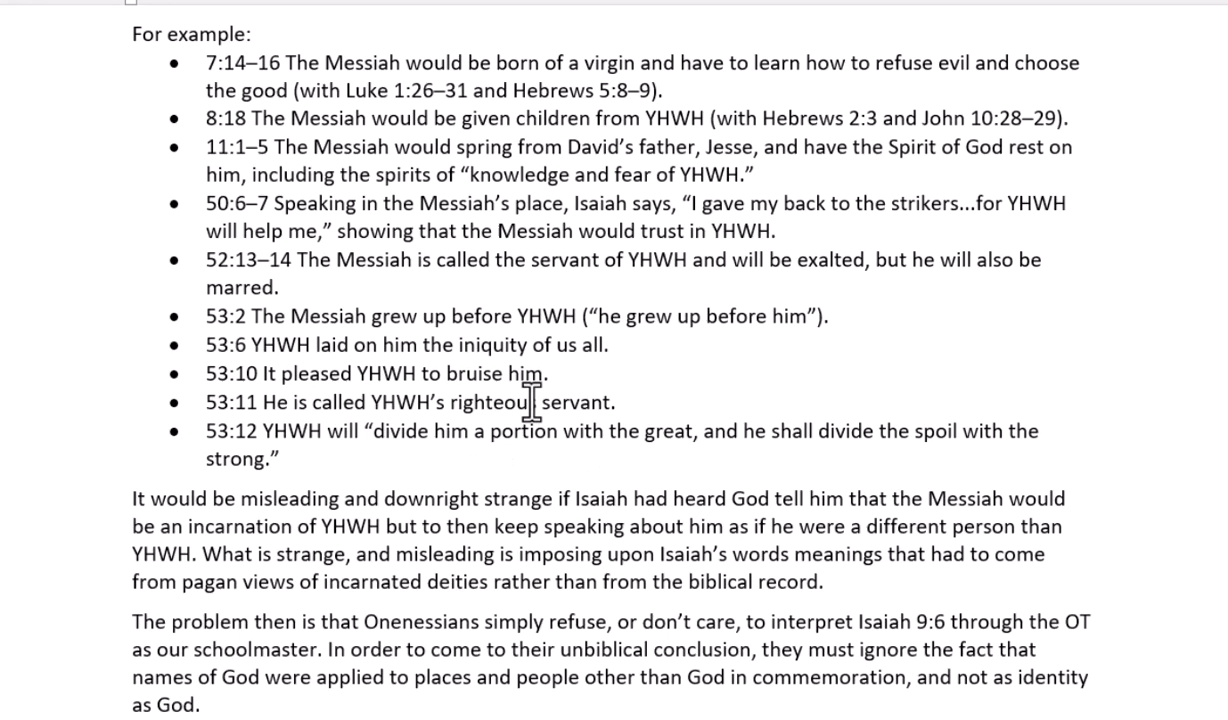 For example:
• 7:14–16 The Messiah would be born of a virgin and have to learn how to refuse evil and choose
the good (with Luke 1:26–31 and Hebrews 5:8–9).
• 8:18 The Messiah would be given children from YHWH (with Hebrews 2:3 and John 10:28–29).
• 11:1–5 The Messiah would spring from David’s father, Jesse, and have the Spirit of God rest on
him, including the spirits of “knowledge and fear of YHWH.”
• 50:6–7 Speaking in the Messiah’s place, Isaiah says, “I gave my back to the strikers...for YHWH
will help me,” showing that the Messiah would trust in YHWH.
• 52:13–14 The Messiah is called the servant of YHWH and will be exalted, but he will also be
marred.
• 53:2 The Messiah grew up before YHWH (“he grew up before him”).
• 53:6 YHWH laid on him the iniquity of us all.
• 53:10 It pleased YHWH to bruise him.
• 53:11 He is called YHWH’s righteous servant.
• 53:12 YHWH will “divide him a portion with the great, and he shall divide the spoil with the
strong.”
It would be misleading and downright strange if Isaiah had heard God tell him that the Messiah would
be an incarnation of YHWH but to then keep speaking about him as if he were a different person than
YHWH. What is strange, and misleading is imposing upon Isaiah’s words meanings that had to come
from pagan views of incarnated deities rather than from the biblical record.
The problem then is that Onenessians simply refuse, or don’t care, to interpret Isaiah 9:6 through the OT
as our schoolmaster. In order to come to their unbiblical conclusion, they must ignore the fact that
names of God were applied to places and people other than God in commemoration, and not as identity
as God.